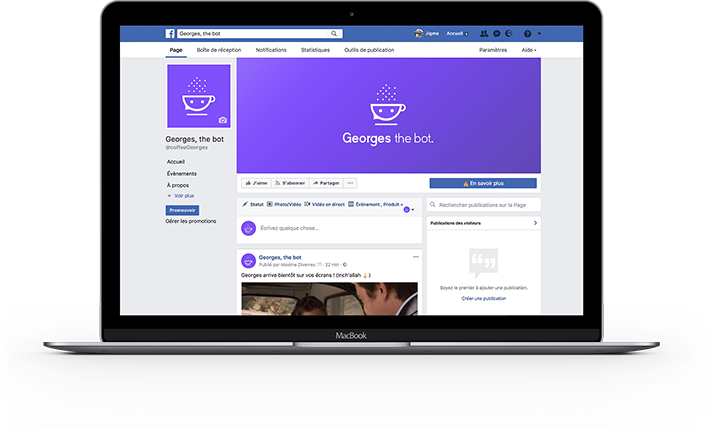 Georges, the bot
Accueil
Page
Boîte de réception
Notifications
Statistiques
Outils de publication
Paramètres
Aide
Georges the bot.
Georges, the bot
@coffeeGeorges
Accueil
Évènements
À propos
Voir plus
Promouvoir
Gérer les promotions
J'aime
S'abonner
Partager
En savoir plus
Statut
Photo/Vidéo
Vidéo en direct
Évènement, Produit +
Écrivez quelque chose...
Rechercher publications sur la Page
Publications des visiteurs
Soyez le premier à ajouter une publication.
Créer une publication
Georges, the bot
Publié par Maxime Diverres · 22 min ·
Georges arrive bientôt sur vos écrans ! (Inch'allah 🙏)
MacBook